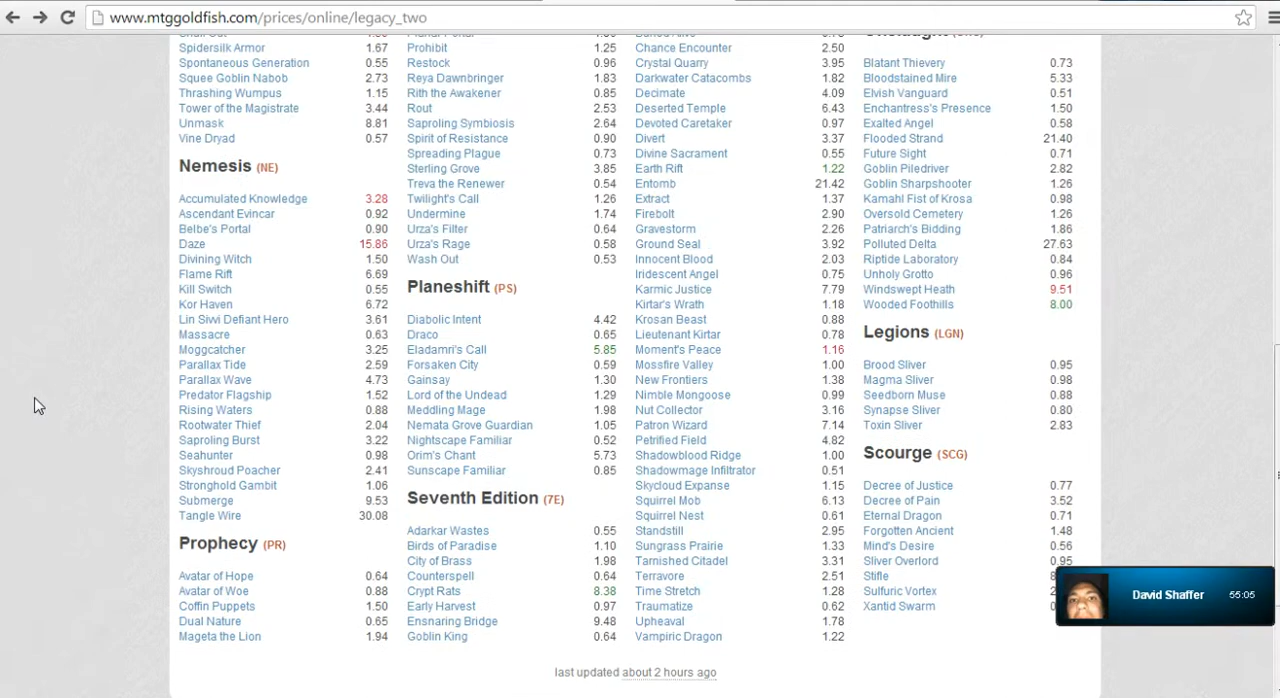 www.mtggoldfish.com/prices/online/legacy_two
Spidersilk Armor 1.67
Spontaneous Generation 0.55
Squee Goblin Nabob 2.73
Thrashing Wumpus 1.15
Tower of the Magistrate 3.44
Unmask 8.81
Vine Dryad 0.57
Nemesis (NE)
Accumulated Knowledge 3.28
Ascendant Evincar 0.92
Belbe's Portal 0.90
Daze 15.86
Divining Witch 1.50
Flame Rift 6.69
Kill Switch 0.55
Kor Haven 6.72
Lin Sivvi Defiant Hero 3.61
Massacre 0.63
Moggcatcher 3.25
Parallax Tide 2.59
Parallax Wave 4.73
Predator Flagship 1.52
Rising Waters 0.88
Rootwater Thief 2.04
Saproling Burst 3.22
Seahunter 0.98
Skyshroud Poacher 2.41
Stronghold Gambit 1.06
Submerge 9.53
Tangle Wire 30.08
Prophecy (PR)
Avatar of Hope 0.64
Avatar of Woe 0.88
Coffin Puppets 1.50
Dual Nature 0.65
Mageta the Lion 1.94
Prohibit 1.25
Restock 0.96
Reya Dawnbringer 1.83
Rith the Awakener 0.85
Rout 2.53
Saproling Symbiosis 2.64
Spirit of Resistance 0.90
Spreading Plague 0.73
Sterling Grove 3.85
Treva the Renewer 0.54
Twilight's Call 1.26
Undermine 1.74
Urza's Filter 0.64
Urza's Rage 0.58
Wash Out 0.53
Planeshift (PS)
Diabolic Intent 4.42
Draco 0.65
Eladamri's Call 5.85
Forsaken City 0.59
Gainsay 1.30
Lord of the Undead 1.29
Meddling Mage 1.98
Nemata Grove Guardian 1.05
Nightscape Familiar 0.52
Orim's Chant 5.73
Sunscape Familiar 0.85
Seventh Edition (7E)
Adarkar Wastes 0.55
Birds of Paradise 1.10
City of Brass 1.98
Counterspell 0.64
Crypt Rats 8.38
Early Harvest 0.97
Ensnaring Bridge 9.48
Goblin King 0.64
Chance Encounter 2.50
Crystal Quarry 3.95
Darkwater Catacombs 1.82
Decimate 4.09
Deserted Temple 6.43
Devoted Caretaker 0.97
Divert 3.37
Divine Sacrament 0.55
Earth Rift 1.22
Entomb 21.42
Extract 1.37
Firebolt 2.90
Gravestorm 2.26
Ground Seal 3.92
Innocent Blood 2.03
Iridescent Angel 0.75
Karmic Justice 7.79
Kirtar's Wrath 1.18
Krosan Beast 0.88
Lieutenant Kirtar 0.78
Moment's Peace 1.16
Mossfire Valley 1.00
New Frontiers 1.38
Nimble Mongoose 0.99
Nut Collector 3.16
Patron Wizard 7.14
Petrified Field 4.82
Shadowblood Ridge 1.00
Shadowmage Infiltrator 0.51
Skycloud Expanse 1.15
Squirrel Mob 6.13
Squirrel Nest 0.61
Standstill 2.95
Sungrass Prairie 1.33
Tarnished Citadel 3.31
Terravore 2.51
Time Stretch 1.28
Traumatize 0.62
Upheaval 1.78
Vampiric Dragon 1.22
Blatant Thievery 0.73
Bloodstained Mire 5.33
Elvish Vanguard 0.51
Enchantress's Presence 1.50
Exalted Angel 0.58
Flooded Strand 21.40
Future Sight 0.71
Goblin Piledriver 2.82
Goblin Sharpshooter 1.26
Kamahl Fist of Krosa 0.98
Oversold Cemetery 1.26
Patriarch's Bidding 1.86
Polluted Delta 27.63
Riptide Laboratory 0.84
Unholy Grotto 0.96
Windswept Heath 9.51
Wooded Foothills 8.00
Legions (LGN)
Brood Sliver 0.95
Magma Sliver 0.98
Seedborn Muse 0.88
Synapse Sliver 0.80
Toxin Sliver 2.83
Scourge (SCG)
Decree of Justice 0.77
Decree of Pain 3.52
Eternal Dragon 0.71
Forgotten Ancient 1.48
Mind's Desire 0.56
Sliver Overlord 0.95
Stifle
Sulfuric Vortex
Xantid Swarm
David Shaffer 55:05
last updated about 2 hours ago